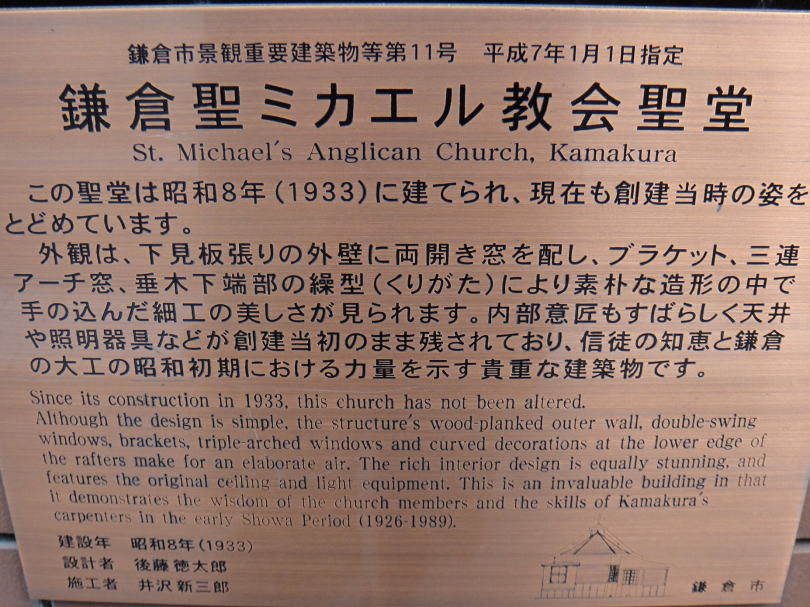 鎌倉市景観重要建築物等第11号　平成7年1月1日指定
鎌倉聖ミカエル教会聖堂
St. Michael's Anglican Church, Kamakura
この聖堂は昭和8年(1933)に建てられ、現在も創建当時の姿を
とどめています。
外観は、下見板張りの外壁に両開き窓を配し、ブラケット、三連
アーチ窓、垂木下端部の繰型(くりがた)により素朴な造形の中で
手の込んだ細工の美しさが見られます。内部意匠もすばらしく天井
や照明器具などが創建当初のまま残されており、信徒の知恵と鎌倉
の大工の昭和初期における力量を示す貴重な建築物です。
Since its construction in 1933, this church has not been altered.
Although the design is simple, the structure's wood-planked outer wall, double-swing
windows, brackets, triple-arched windows and curved decorations at the lower edge of
the rafters make for an elaborate air. The rich interior design is equally stunning, and
features the original ceiling and light equipment. This is an invaluable building in that
it demonstrates the wisdom of the church members and the skills of Kamakura's
carpenters in the early Showa Period (1926-1989).
建設年　昭和8年(1933)
設計者　後藤徳太郎
施工者　井沢新三郎
鎌倉市